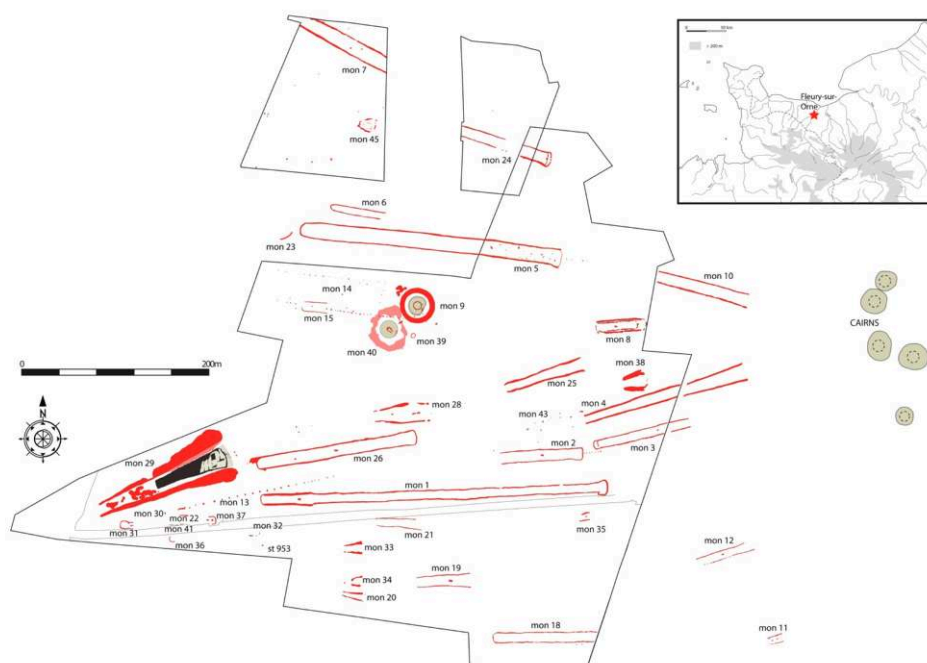 0 50 km
> 200 m
Fleury-sur-
Orne
mon 7
mon 45
mon 24
mon 6
mon 23
mon 5
mon 10
mon 14
mon 9
mon 15
mon 39
mon 40
mon 8
CAIRNS
mon 38
0 200m
mon 25
N
mon 28
mon 4
mon 43
mon 29
mon 26
mon 2
mon 3
mon 1
mon 13
mon 30
mon 22
mon 37
mon 31
mon 41
mon 32
mon 21
mon 35
mon 36
st 953
mon 33
mon 12
mon 34
mon 19
mon 20
mon 18
mon 11